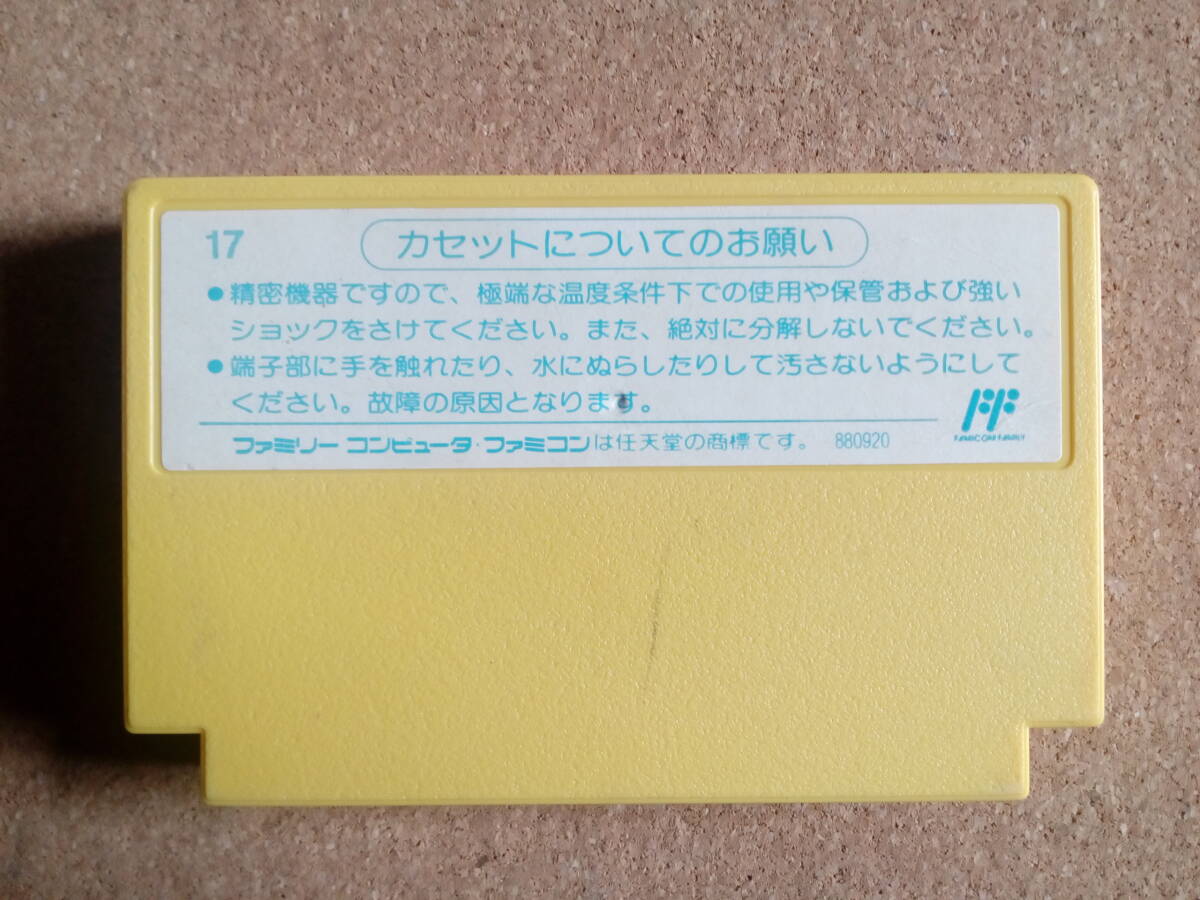 17
カセットについてのお願い
●精密機器ですので、極端な温度条件下での使用や保管および強い
ショックをさけてください。また、絶対に分解しないでください。
●端子部に手を触れたり、水にぬらしたりして汚さないようにして
ください。故障の原因となります。
ファミリーコンピュータ・ファミコンは任天堂の商標です。 880920
FAMICOM FAMILY